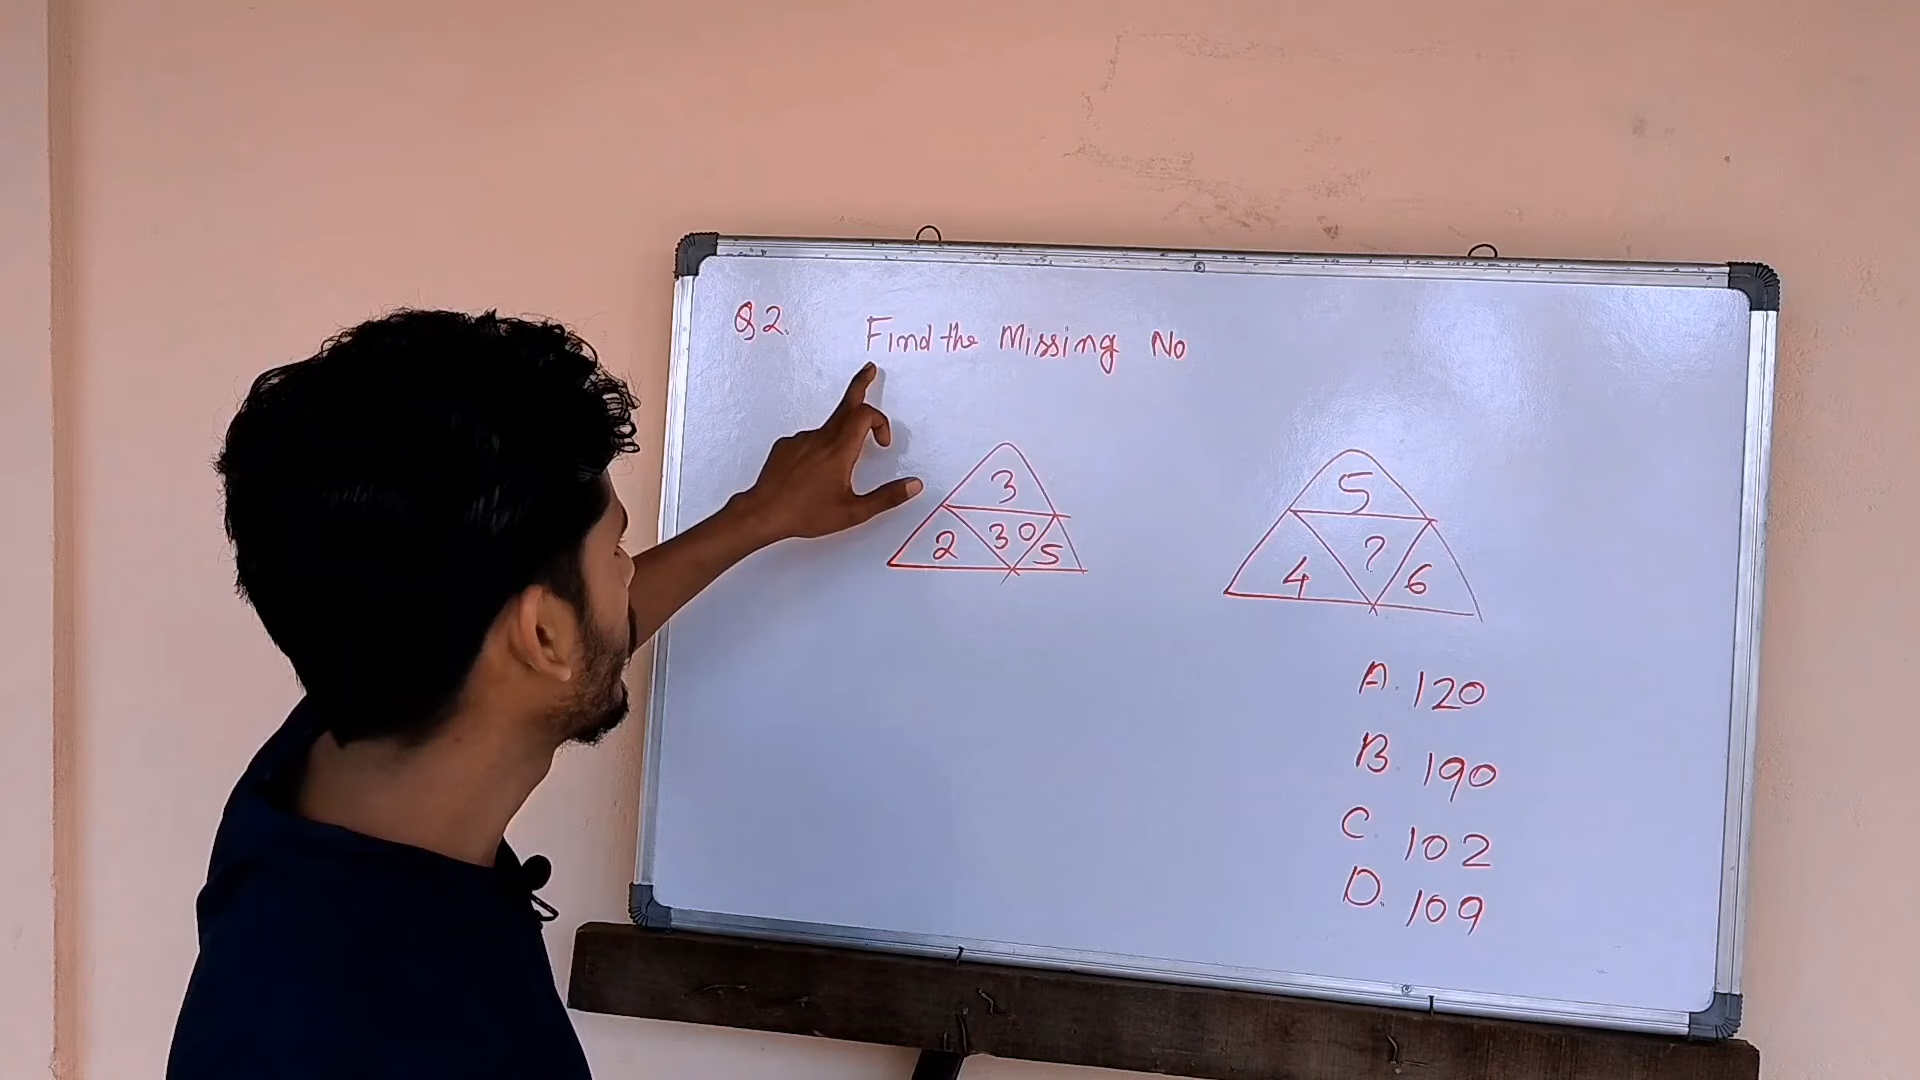 Q2. Find the Missing No
3
2 30 5
5
4 ? 6
A. 120
B. 190
C. 102
D. 109